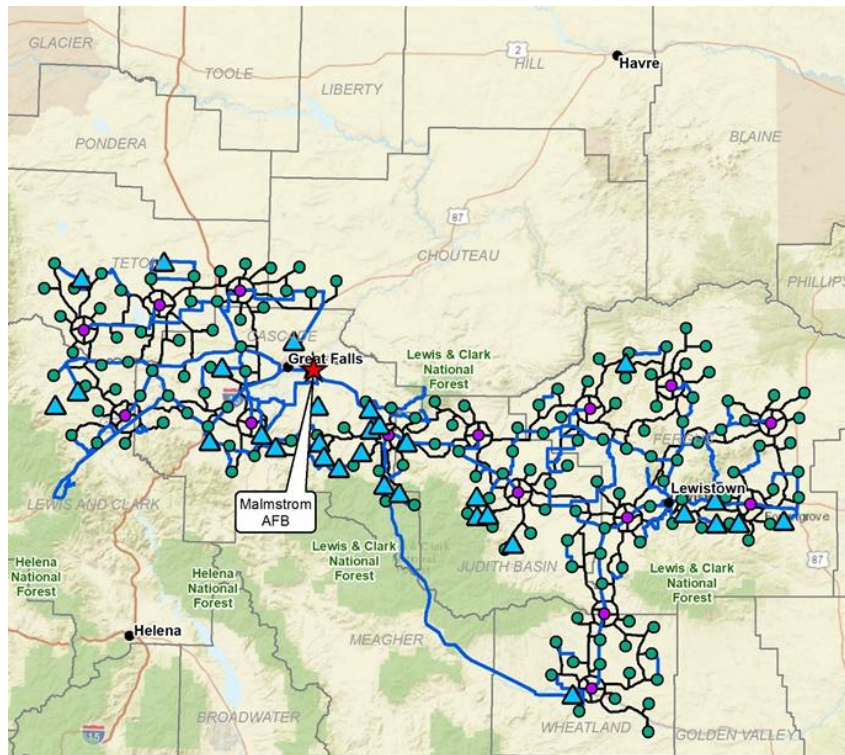 GLACIER
2
HILL
Havre
TOOLE
LIBERTY
BLAINE
PONDERA
87
CHOUTEAU
PHILLIPS
CASCADE
Great Falls
Lewis & Clark
National
Forest
FERGUS
Malmstrom
AFB
LEWIS AND CLARK
Lewistown
Lewis & Clark
National
Forest
87
Helena
National
Forest
Helena
National
Forest
JUDITH BASIN
Lewis & Clark
National
Forest
Helena
MEAGHER
BROADWATER
15
WHEATLAND
GOLDEN VALLEY